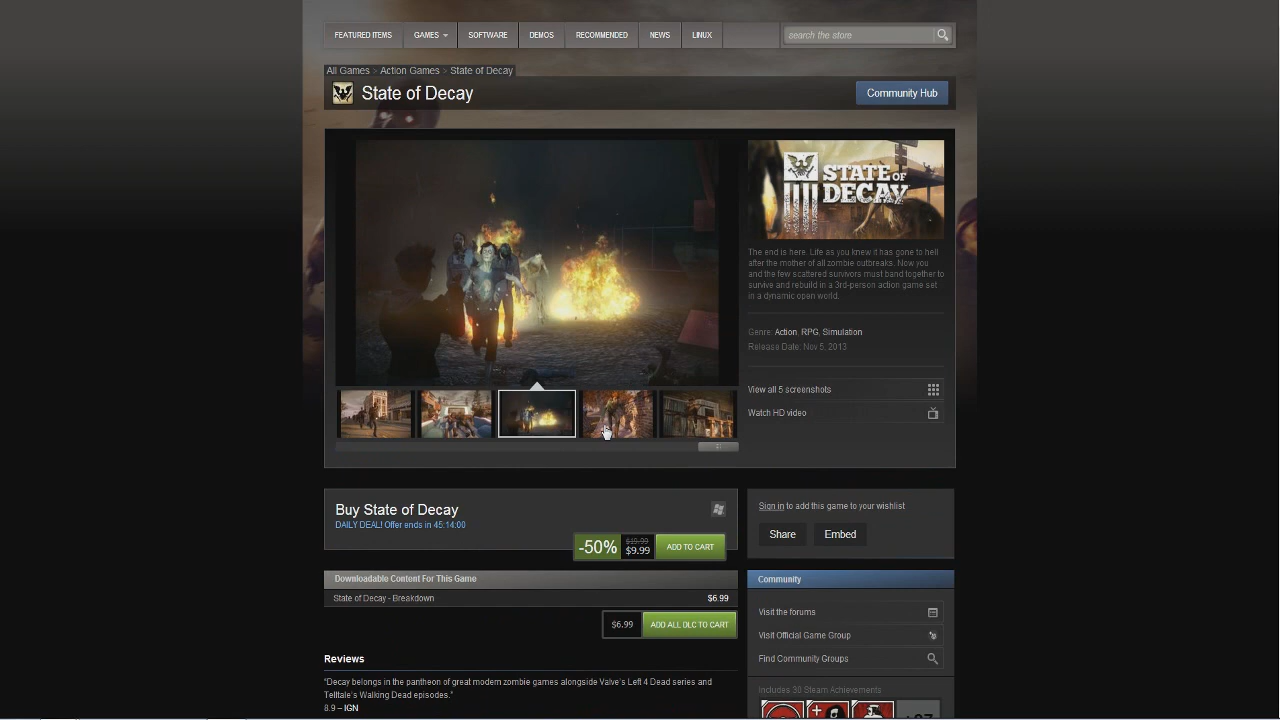 FEATURED ITEMS GAMES SOFTWARE DEMOS RECOMMENDED NEWS LINUX search the store
All Games > Action Games > State of Decay
State of Decay
Community Hub
STATE OF
DECAY
The end is here. Life as you knew it has gone to hell
after the mother of all zombie outbreaks. Now you
and the few scattered survivors must band together to
survive and rebuild in a 3rd-person action game set
in a dynamic open world.
Genre: Action, RPG, Simulation
Release Date: Nov 5, 2013
View all 5 screenshots
Watch HD video
Buy State of Decay
DAILY DEAL! Offer ends in 45:14:00
-50%
$19.99
$9.99
ADD TO CART
Downloadable Content For This Game
State of Decay - Breakdown $6.99
$6.99 ADD ALL DLC TO CART
Reviews
“Decay belongs in the pantheon of great modern zombie games alongside Valve’s Left 4 Dead series and
Telltale’s Walking Dead episodes.”
8.9 – IGN
Sign in to add this game to your wishlist
Share Embed
Community
Visit the forums
Visit Official Game Group
Find Community Groups
Includes 30 Steam Achievements